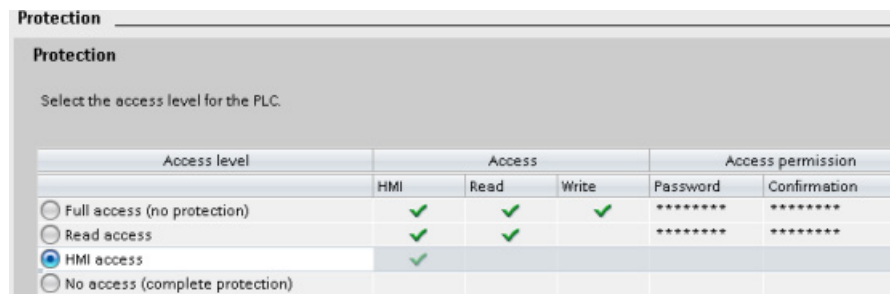 Protection
Protection
Select the access level for the PLC.
Access level Access Access permission
HMI Read Write Password Confirmation
Full access (no protection) ******** ********
Read access ******** ********
HMI access
No access (complete protection)